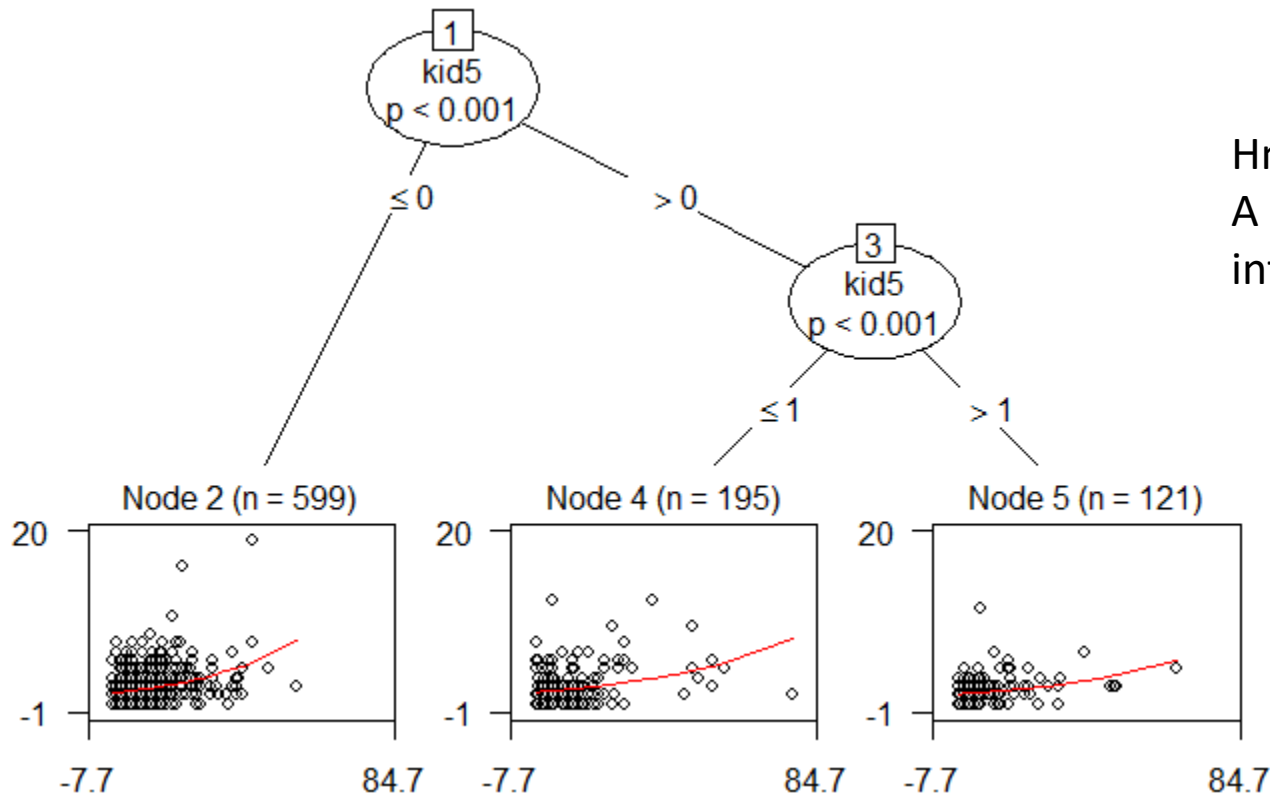 1
kid5
p < 0.001
≤ 0
> 0
3
kid5
p < 0.001
≤ 1
> 1
Node 2 (n = 599)
Node 4 (n = 195)
Node 5 (n = 121)
20
-1
-7.7
84.7
20
-1
-7.7
84.7
20
-1
-7.7
84.7
A